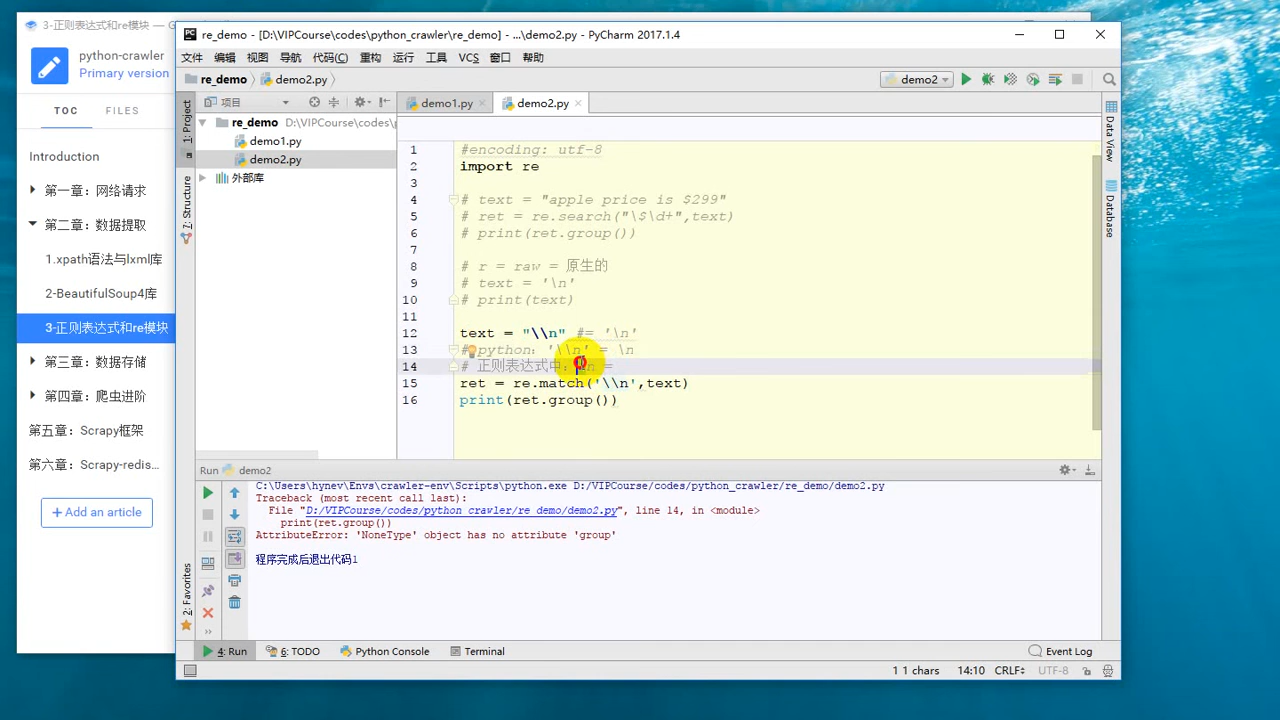 3-正则表达式和re模块 — G
python-crawler
Primary version
TOC
FILES
Introduction
第一章：网络请求
第二章：数据提取
1.xpath语法与lxml库
2-BeautifulSoup4库
3-正则表达式和re模块
第三章：数据存储
第四章：爬虫进阶
第五章：Scrapy框架
第六章：Scrapy-redis...
+ Add an article
re_demo - [D:\VIPCourse\codes\python_crawler\re_demo] - ...\demo2.py - PyCharm 2017.1.4
文件 编辑 视图 导航 代码(C) 重构 运行 工具 VCS 窗口 帮助
re_demo
demo2.py
demo2
项目
demo1.py
demo2.py
re_demo D:\VIPCourse\codes\
demo1.py
demo2.py
外部库
1: Project
7: Structure
2: Favorites
Data View
Database
1 #encoding: utf-8
2 import re
3
4 # text = "apple price is $299"
5 # ret = re.search("\$\d+",text)
6 # print(ret.group())
7
8 # r = raw = 原生的
9 # text = '\n'
10 # print(text)
11
12 text = "\\n" #= '\n'
13 # python：'\\n' = \n
14 # 正则表达式中：\n =
15 ret = re.match('\\n',text)
16 print(ret.group())
Run demo2
C:\Users\hynev\Envs\crawler-env\Scripts\python.exe D:/VIPCourse/codes/python_crawler/re_demo/demo2.py
Traceback (most recent call last):
File "D:/VIPCourse/codes/python_crawler/re_demo/demo2.py", line 14, in <module>
print(ret.group())
AttributeError: 'NoneType' object has no attribute 'group'
程序完成后退出代码1
4: Run
6: TODO
Python Console
Terminal
Event Log
1 1 chars
14:10
CRLF
UTF-8